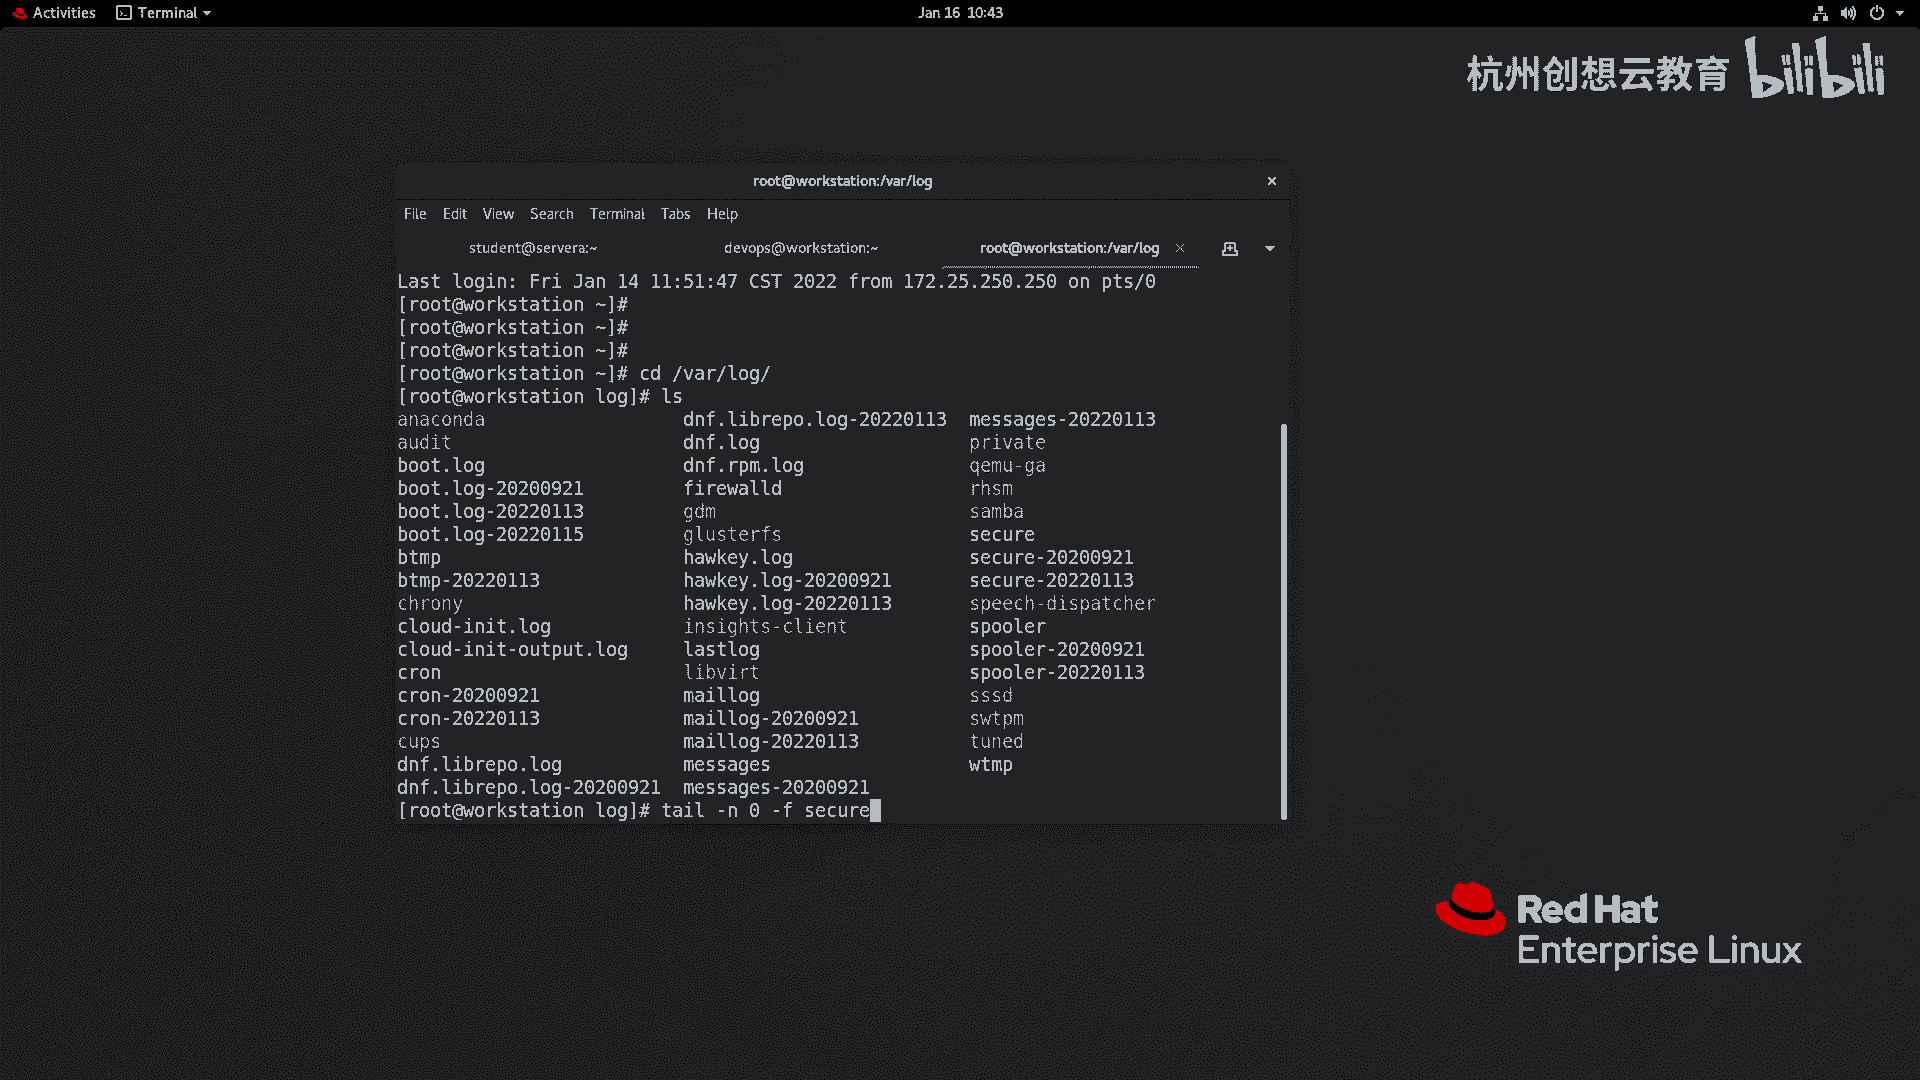 Activities Terminal Jan 16 10:43
杭州创想云教育 bilibili
root@workstation:/var/log
File Edit View Search Terminal Tabs Help
student@servera:~ devops@workstation:~ root@workstation:/var/log
Last login: Fri Jan 14 11:51:47 CST 2022 from 172.25.250.250 on pts/0
[root@workstation ~]#
[root@workstation ~]#
[root@workstation ~]#
[root@workstation ~]# cd /var/log/
[root@workstation log]# ls
anaconda dnf.librepo.log-20220113 messages-20220113
audit dnf.log private
boot.log dnf.rpm.log qemu-ga
boot.log-20200921 firewalld rhsm
boot.log-20220113 gdm samba
boot.log-20220115 glusterfs secure
btmp hawkey.log secure-20200921
btmp-20220113 hawkey.log-20200921 secure-20220113
chrony hawkey.log-20220113 speech-dispatcher
cloud-init.log insights-client spooler
cloud-init-output.log lastlog spooler-20200921
cron libvirt spooler-20220113
cron-20200921 maillog sssd
cron-20220113 maillog-20200921 swtpm
cups maillog-20220113 tuned
dnf.librepo.log messages wtmp
dnf.librepo.log-20200921 messages-20200921
[root@workstation log]# tail -n 0 -f secure
Red Hat
Enterprise Linux